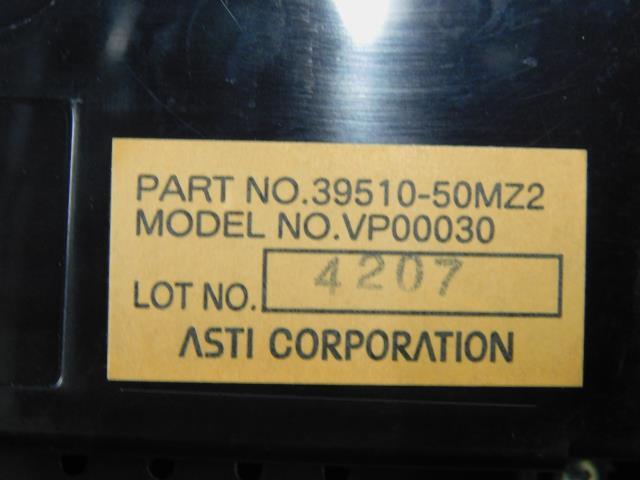 PART NO.39510-50MZ2
MODEL NO.VP00030
LOT NO. 4207
ASTI CORPORATION